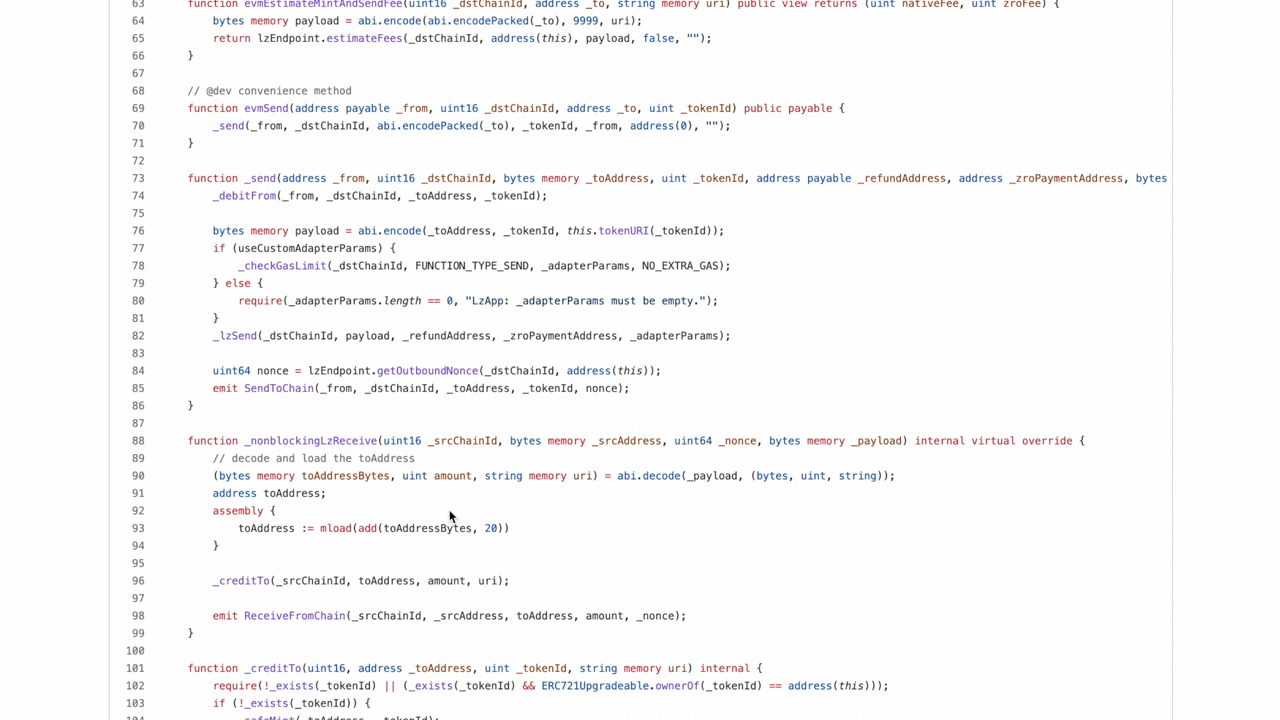 63 function evmEstimateMintAndSendFee(uint16 _dstChainId, address _to, string memory uri) public view returns (uint nativeFee, uint zroFee) {
64 bytes memory payload = abi.encode(abi.encodePacked(_to), 9999, uri);
65 return lzEndpoint.estimateFees(_dstChainId, address(this), payload, false, "");
66 }
67
68 // @dev convenience method
69 function evmSend(address payable _from, uint16 _dstChainId, address _to, uint _tokenId) public payable {
70 _send(_from, _dstChainId, abi.encodePacked(_to), _tokenId, _from, address(0), "");
71 }
72
73 function _send(address _from, uint16 _dstChainId, bytes memory _toAddress, uint _tokenId, address payable _refundAddress, address _zroPaymentAddress, bytes
74 _debitFrom(_from, _dstChainId, _toAddress, _tokenId);
75
76 bytes memory payload = abi.encode(_toAddress, _tokenId, this.tokenURI(_tokenId));
77 if (useCustomAdapterParams) {
78 _checkGasLimit(_dstChainId, FUNCTION_TYPE_SEND, _adapterParams, NO_EXTRA_GAS);
79 } else {
80 require(_adapterParams.length == 0, "LzApp: _adapterParams must be empty.");
81 }
82 _lzSend(_dstChainId, payload, _refundAddress, _zroPaymentAddress, _adapterParams);
83
84 uint64 nonce = lzEndpoint.getOutboundNonce(_dstChainId, address(this));
85 emit SendToChain(_from, _dstChainId, _toAddress, _tokenId, nonce);
86 }
87
88 function _nonblockingLzReceive(uint16 _srcChainId, bytes memory _srcAddress, uint64 _nonce, bytes memory _payload) internal virtual override {
89 // decode and load the toAddress
90 (bytes memory toAddressBytes, uint amount, string memory uri) = abi.decode(_payload, (bytes, uint, string));
91 address toAddress;
92 assembly {
93 toAddress := mload(add(toAddressBytes, 20))
94 }
95
96 _creditTo(_srcChainId, toAddress, amount, uri);
97
98 emit ReceiveFromChain(_srcChainId, _srcAddress, toAddress, amount, _nonce);
99 }
100
101 function _creditTo(uint16, address _toAddress, uint _tokenId, string memory uri) internal {
102 require(!_exists(_tokenId) || (_exists(_tokenId) && ERC721Upgradeable.ownerOf(_tokenId) == address(this)));
103 if (!_exists(_tokenId)) {
104 _safeMint(_toAddress, _tokenId);